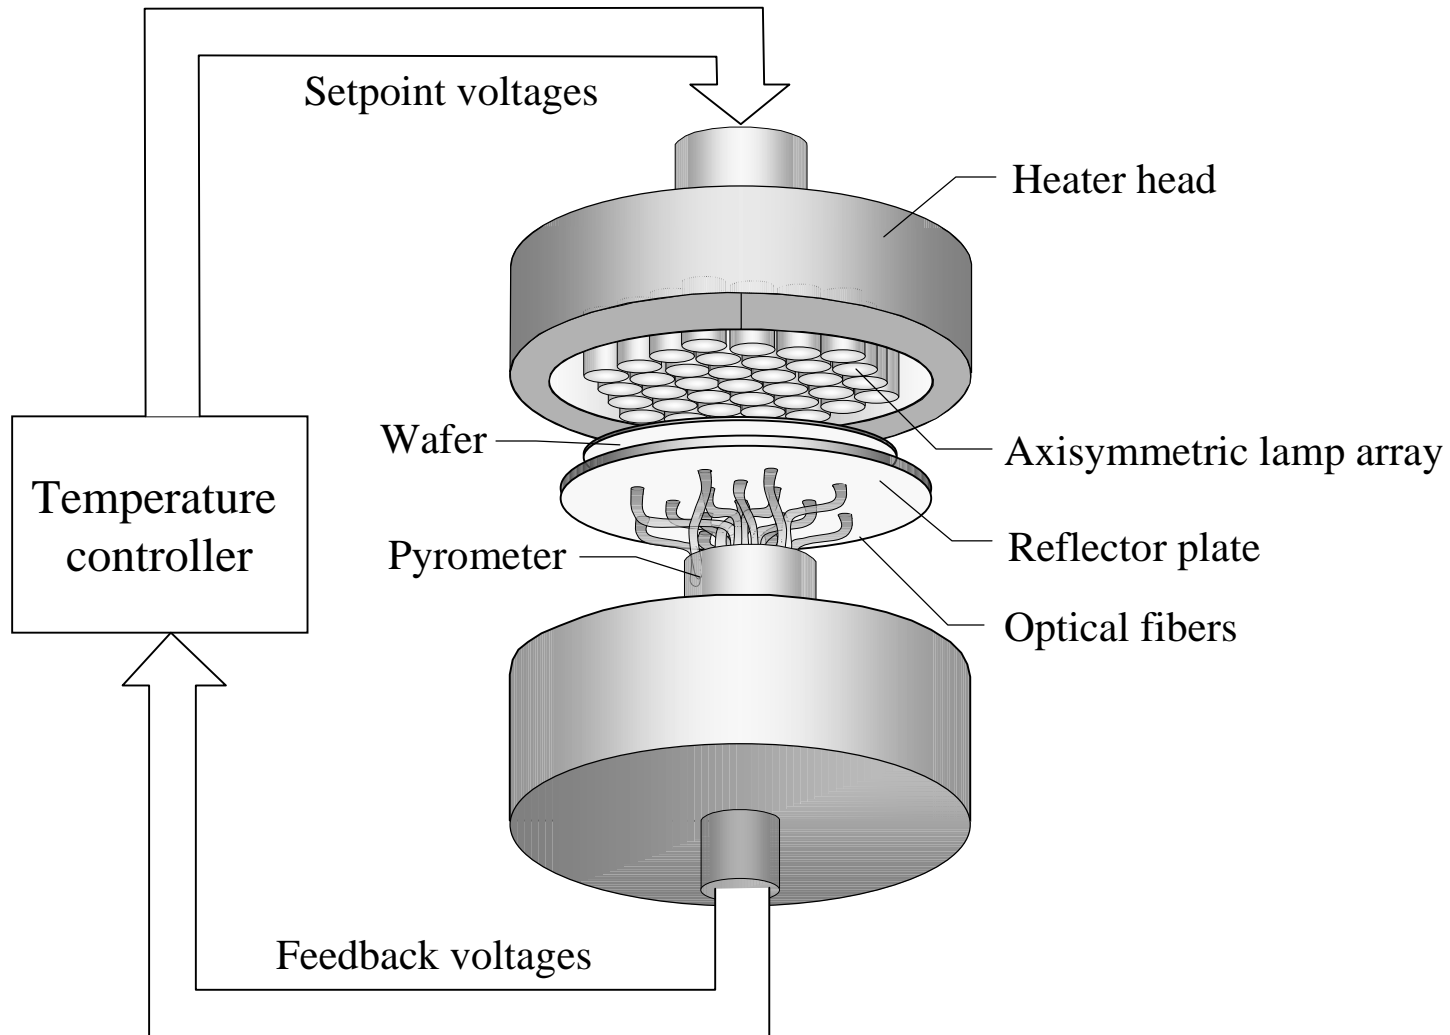 Setpoint voltages
Heater head
Wafer
Axisymmetric lamp array
Temperature
controller
Pyrometer
Reflector plate
Optical fibers
Feedback voltages